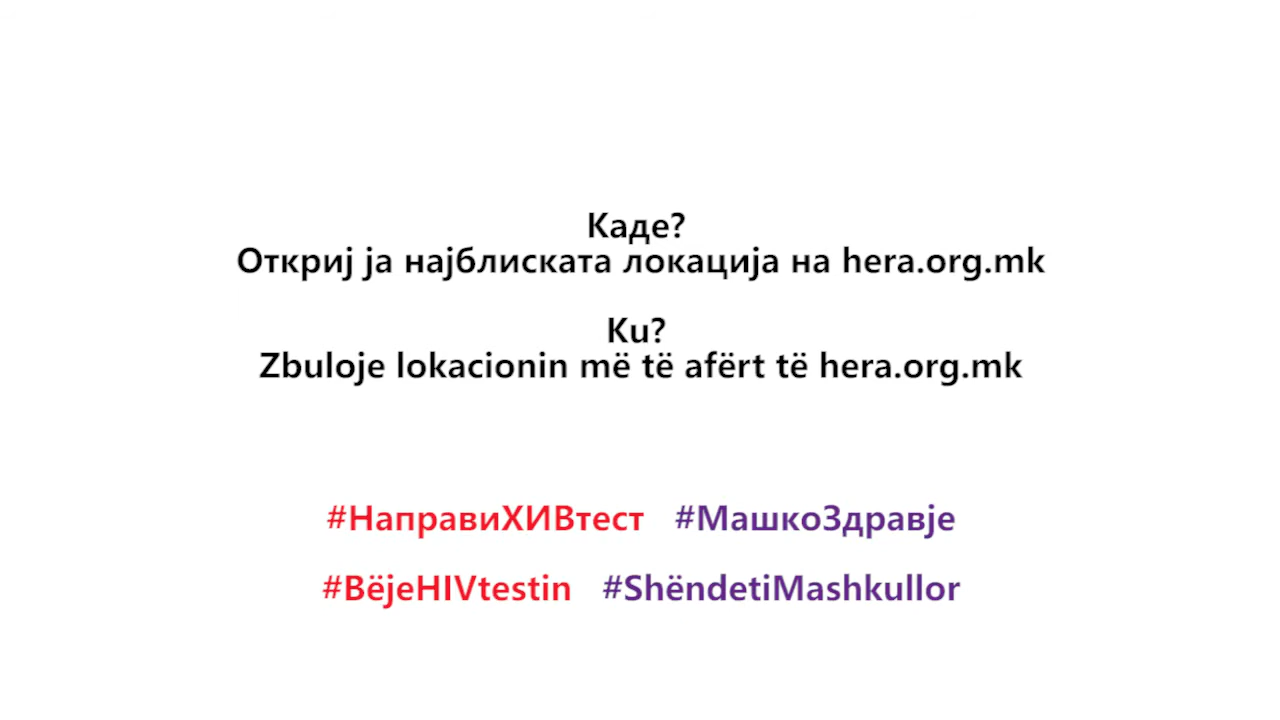 Каде?
Откриј ја најблиската локација на hera.org.mk
Ku?
Zbuloje lokacionin më të afërt të hera.org.mk
#НаправиХИВтест #МашкоЗдравје
#BëjeHIVtestin #ShëndetiMashkullor